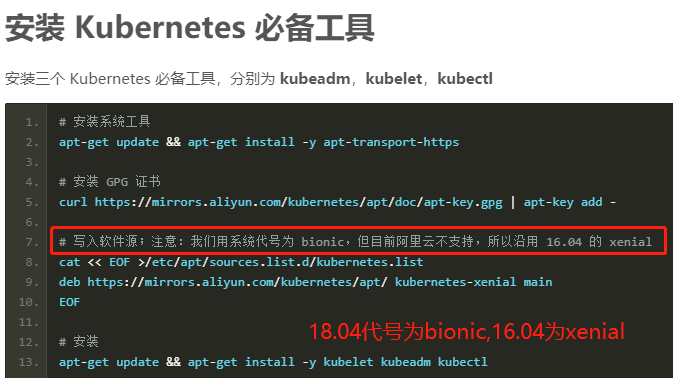 安装 Kubernetes 必备工具
安装三个 Kubernetes 必备工具，分别为 kubeadm，kubelet，kubectl
1. # 安装系统工具
2. apt-get update && apt-get install -y apt-transport-https
3.
4. # 安装 GPG 证书
5. curl https://mirrors.aliyun.com/kubernetes/apt/doc/apt-key.gpg | apt-key add -
6.
7. # 写入软件源；注意：我们用系统代号为 bionic，但目前阿里云不支持，所以沿用 16.04 的 xenial
8. cat << EOF >/etc/apt/sources.list.d/kubernetes.list
9. deb https://mirrors.aliyun.com/kubernetes/apt/ kubernetes-xenial main
10. EOF
11.
18.04代号为bionic,16.04为xenial
12. # 安装
13. apt-get update && apt-get install -y kubelet kubeadm kubectl